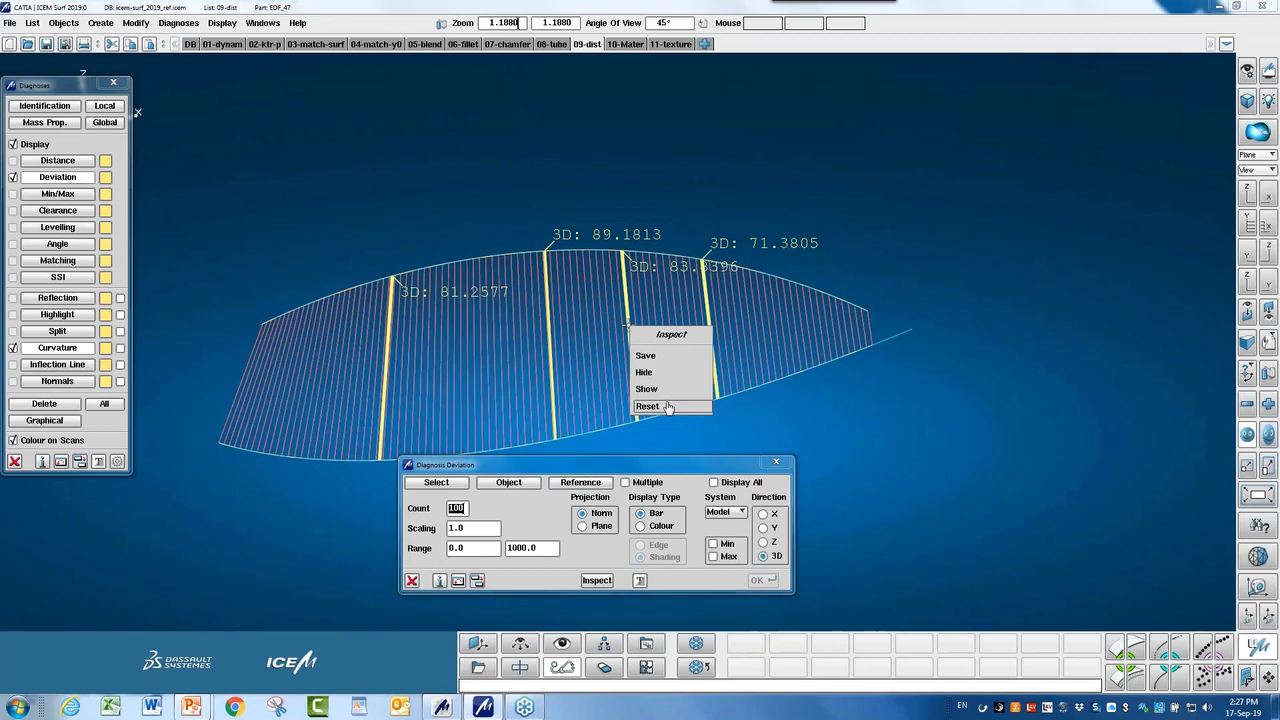 CATIA | ICEM Surf 2019
DB: icem-surf_2019_ref.icem
List: 09-dist
Part: EDF_47
File List Objects Create Modify Diagnoses Display Windows Help
Zoom 1.1880 1.1880 Angle Of View 45° Mouse
DB 01-dynam 02-ktr-p 03-match-surf 04-match-y0 05-blend 06-fillet 07-chamfer 08-tube 09-dist 10-Mater 11-texture
Diagnoses
Identification Local
Mass Prop. Global
Display
Distance
Deviation
Min/Max
Clearance
Levelling
Angle
Matching
SSI
Reflection
Highlight
Split
Curvature
Inflection Line
Normals
Delete All
Graphical
Colour on Scans
Z
X
3D: 89.1813
3D: 71.3805
3D: 81.2577
Inspect
Save
Hide
Show
Reset
Diagnosis Deviation
Select Object Reference Multiple Display All
Projection Display Type System Direction
Count 100 Norm Bar Model X
Scaling 1.0 Plane Colour Y
Range 0.0 1000.0 Edge Min Z
Shading Max 3D
Inspect OK
Plane
View
DASSAULT SYSTEMES
ICEM
EN
2:27 PM
17-Sep-19